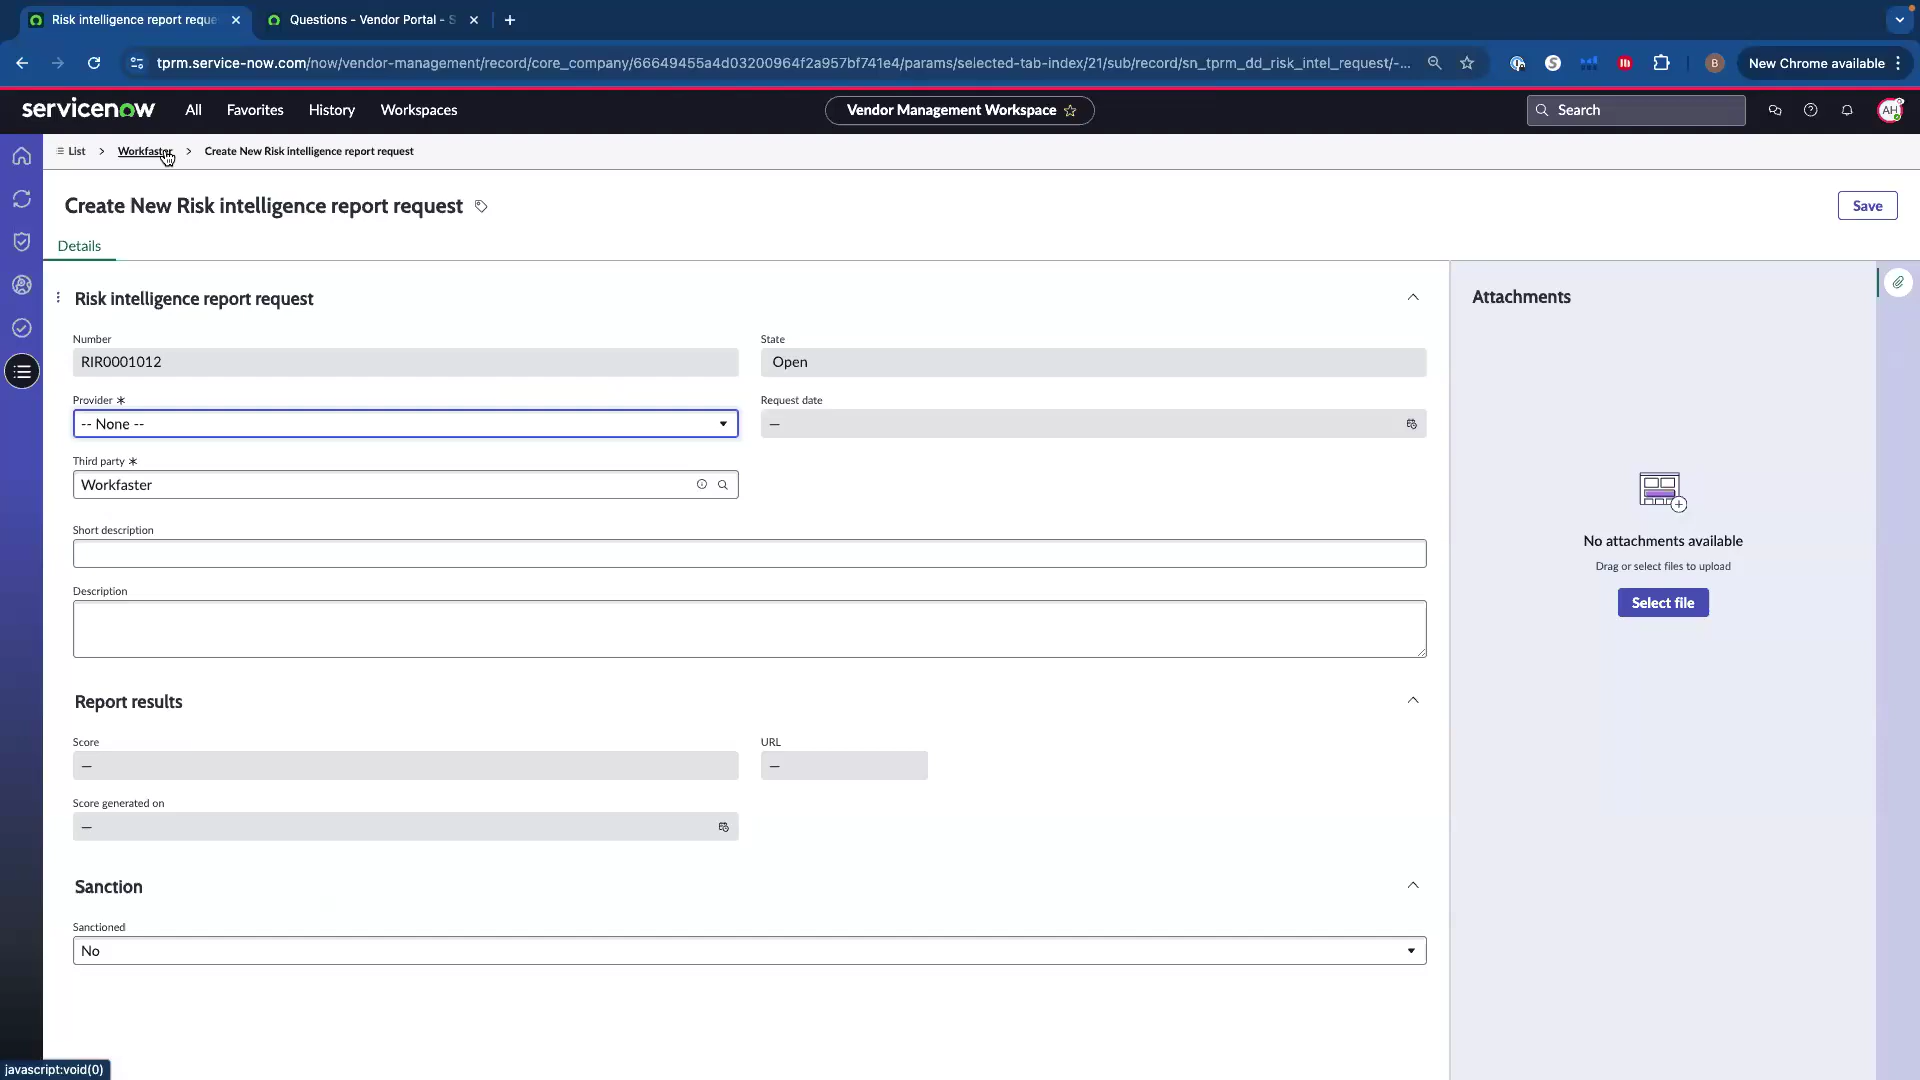 Risk intelligence report reque
Questions - Vendor Portal - S
tprm.service-now.com/now/vendor-management/record/core_company/66649455a4d03200964f2a957bf741e4/params/selected-tab-index/21/sub/record/sn_tprm_dd_risk_intel_request/-...
B
New Chrome available
servicenow
All
Favorites
History
Workspaces
Vendor Management Workspace
Search
AH
List > Workfaster > Create New Risk intelligence report request
Create New Risk intelligence report request
Save
Details
Risk intelligence report request
Number
RIR0001012
State
Open
Provider *
-- None --
Request date
—
Third party *
Workfaster
Short description
Description
Report results
Score
—
URL
—
Score generated on
—
Sanction
Sanctioned
No
Attachments
No attachments available
Drag or select files to upload
Select file
javascript:void(0)